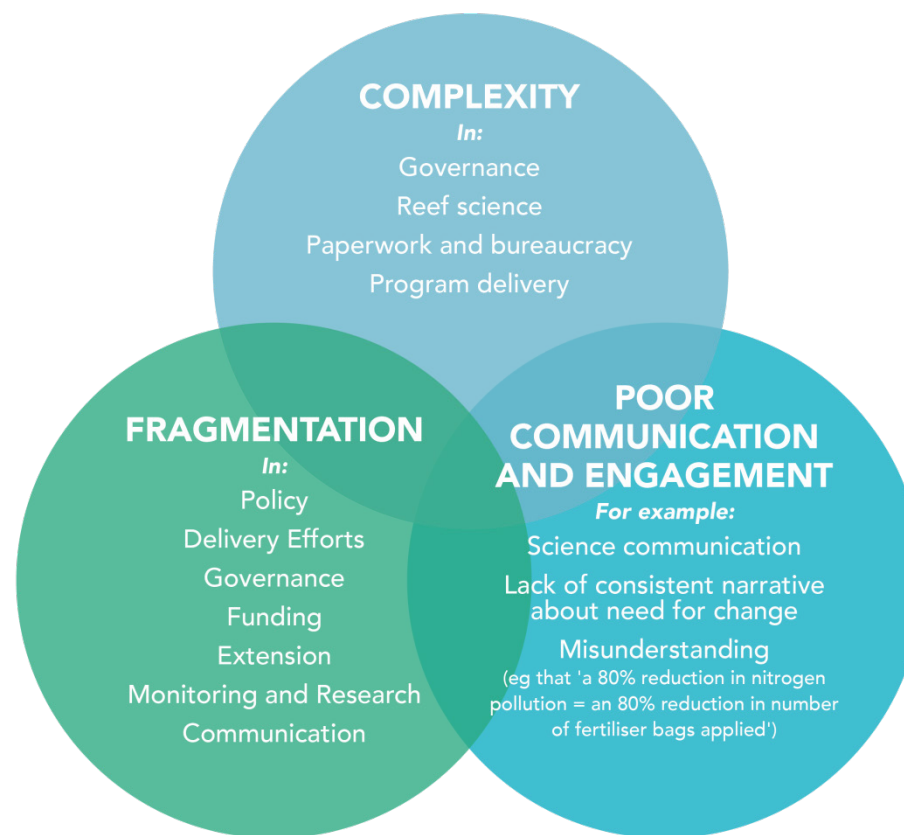 COMPLEXITY
In:
Governance
Reef science
Paperwork and bureaucracy
Program delivery
FRAGMENTATION
In:
Policy
Delivery Efforts
Governance
Funding
Extension
Monitoring and Research
Communication
POOR
COMMUNICATION
AND ENGAGEMENT
For example:
Science communication
Lack of consistent narrative
about need for change
Misunderstanding
(eg that 'a 80% reduction in nitrogen
pollution = an 80% reduction in number
of fertiliser bags applied')